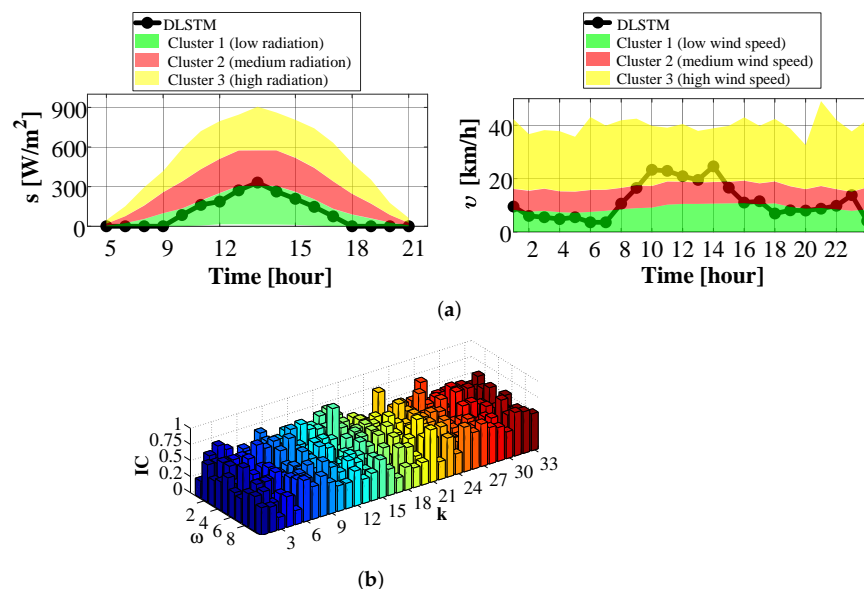 DLSTM
Cluster 1 (low radiation)
Cluster 2 (medium radiation)
Cluster 3 (high radiation)
s [W/m²]
900
600
300
0
5 9 12 15 18 21
Time [hour]
DLSTM
Cluster 1 (low wind speed)
Cluster 2 (medium wind speed)
Cluster 3 (high wind speed)
v [km/h]
40
20
0
2 4 6 8 10 12 14 16 18 20 22
Time [hour]
(a)
IC
1
0.75
0.5
0.2
0
2 4 6 8
ω
3 6 9 12 15 18 21 24 27 30 33
k
(b)